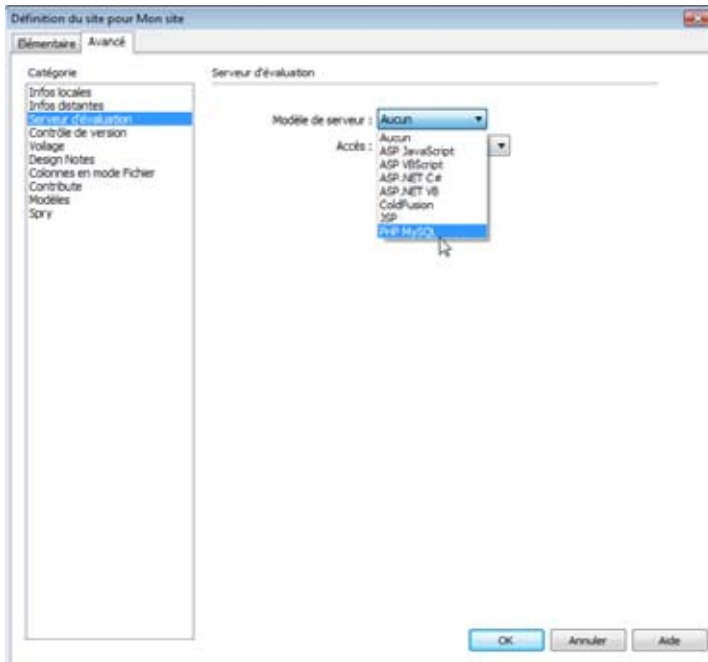 Définition du site pour Mon site
Elémentaire
Avancé
Catégorie
Infos locales
Infos distantes
Serveur d'évaluation
Contrôle de version
Voilage
Design Notes
Colonnes en mode Fichier
Contribute
Modèles
Spry
Serveur d'évaluation
Modèle de serveur : Aucun
Accès :
Aucun
ASP JavaScript
ASP VBScript
ASP.NET C#
ASP.NET VB
ColdFusion
JSP
PHP MySQL
OK
Annuler
Aide